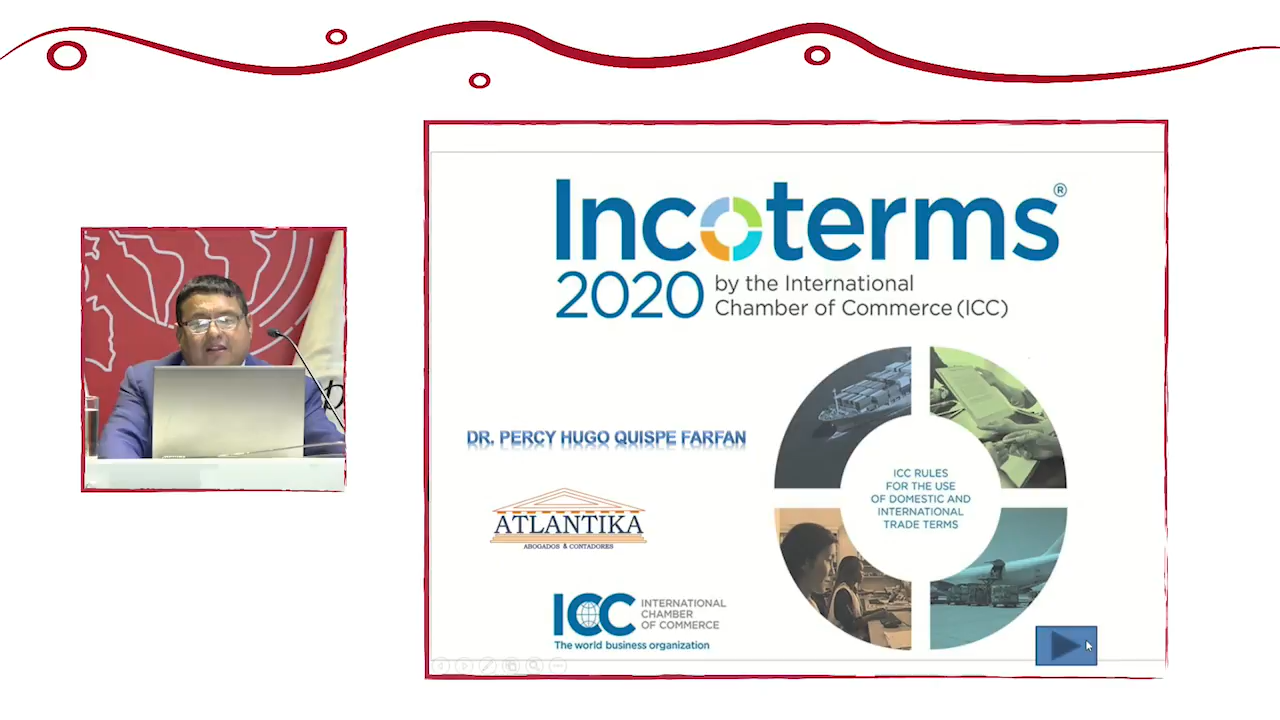 Incoterms®
2020 by the International
Chamber of Commerce (ICC)
DR. PERCY HUGO QUISPE FARFAN
ATLANTIKA
ABOGADOS & CONTADORES
ICC RULES
FOR THE USE
OF DOMESTIC AND
INTERNATIONAL
TRADE TERMS
ICC INTERNATIONAL
CHAMBER
OF COMMERCE
The world business organization